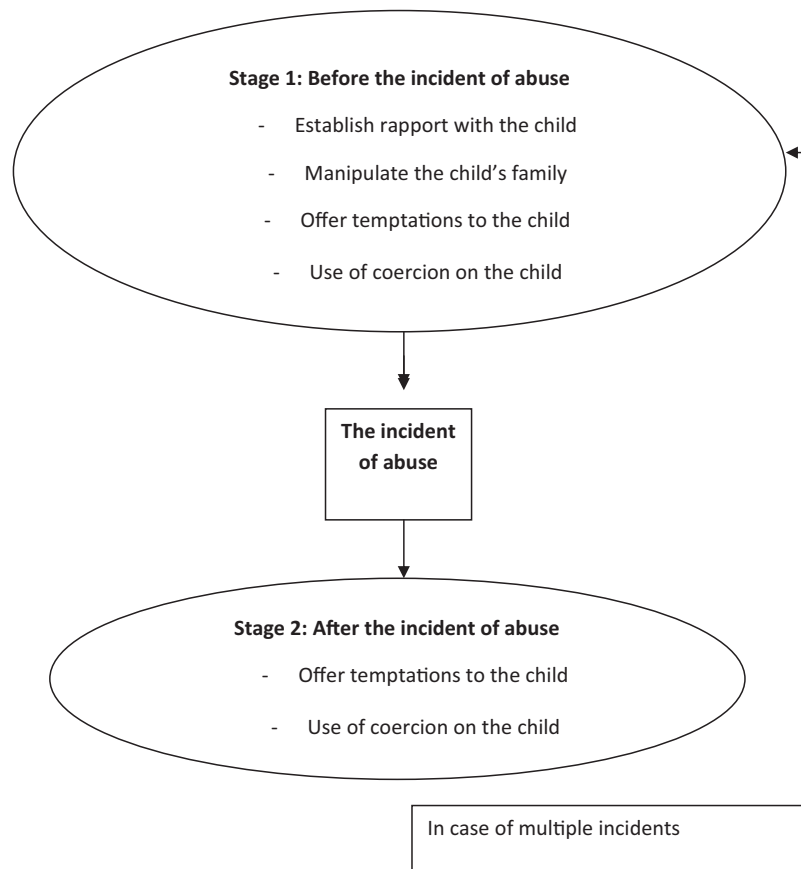 Stage 1: Before the incident of abuse
- Establish rapport with the child
- Manipulate the child’s family
- Offer temptations to the child
- Use of coercion on the child
The incident
of abuse
Stage 2: After the incident of abuse
- Offer temptations to the child
- Use of coercion on the child
In case of multiple incidents